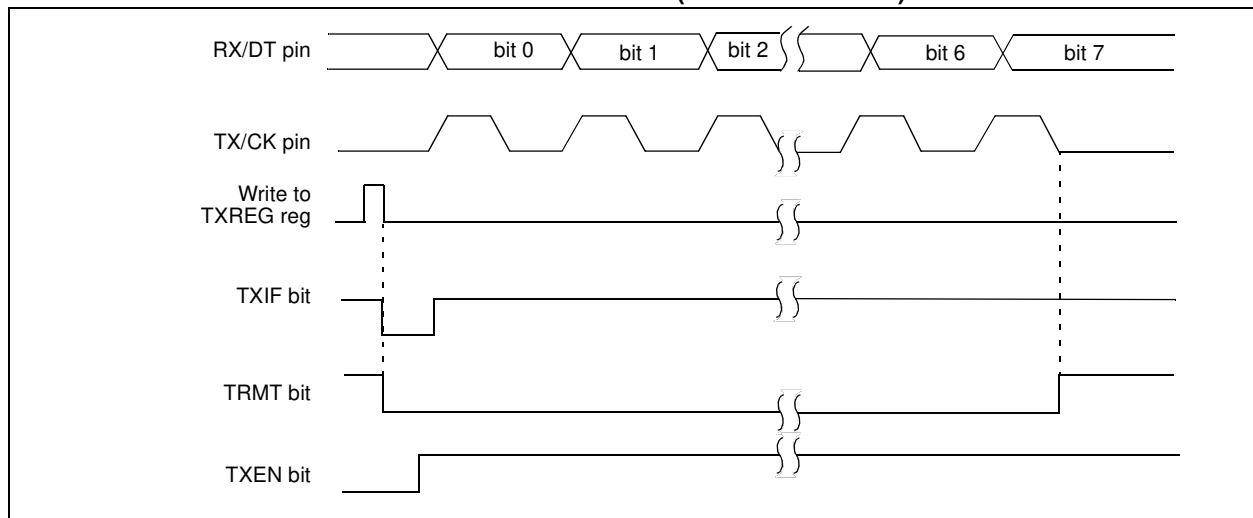 RX/DT pin
bit 0
bit 1
bit 2
bit 6
bit 7
TX/CK pin
Write to
TXREG reg
TXIF bit
TRMT bit
TXEN bit